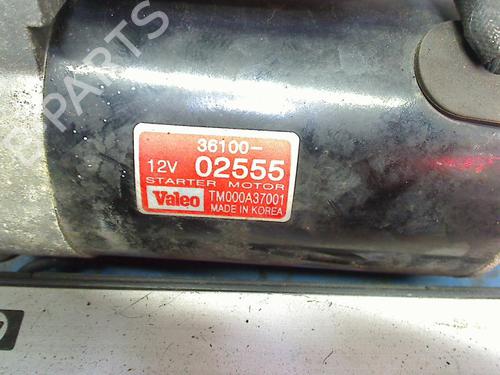 36100-
12V 02555
STARTER MOTOR
Valeo TM000A37001
MADE IN KOREA
B-Parts